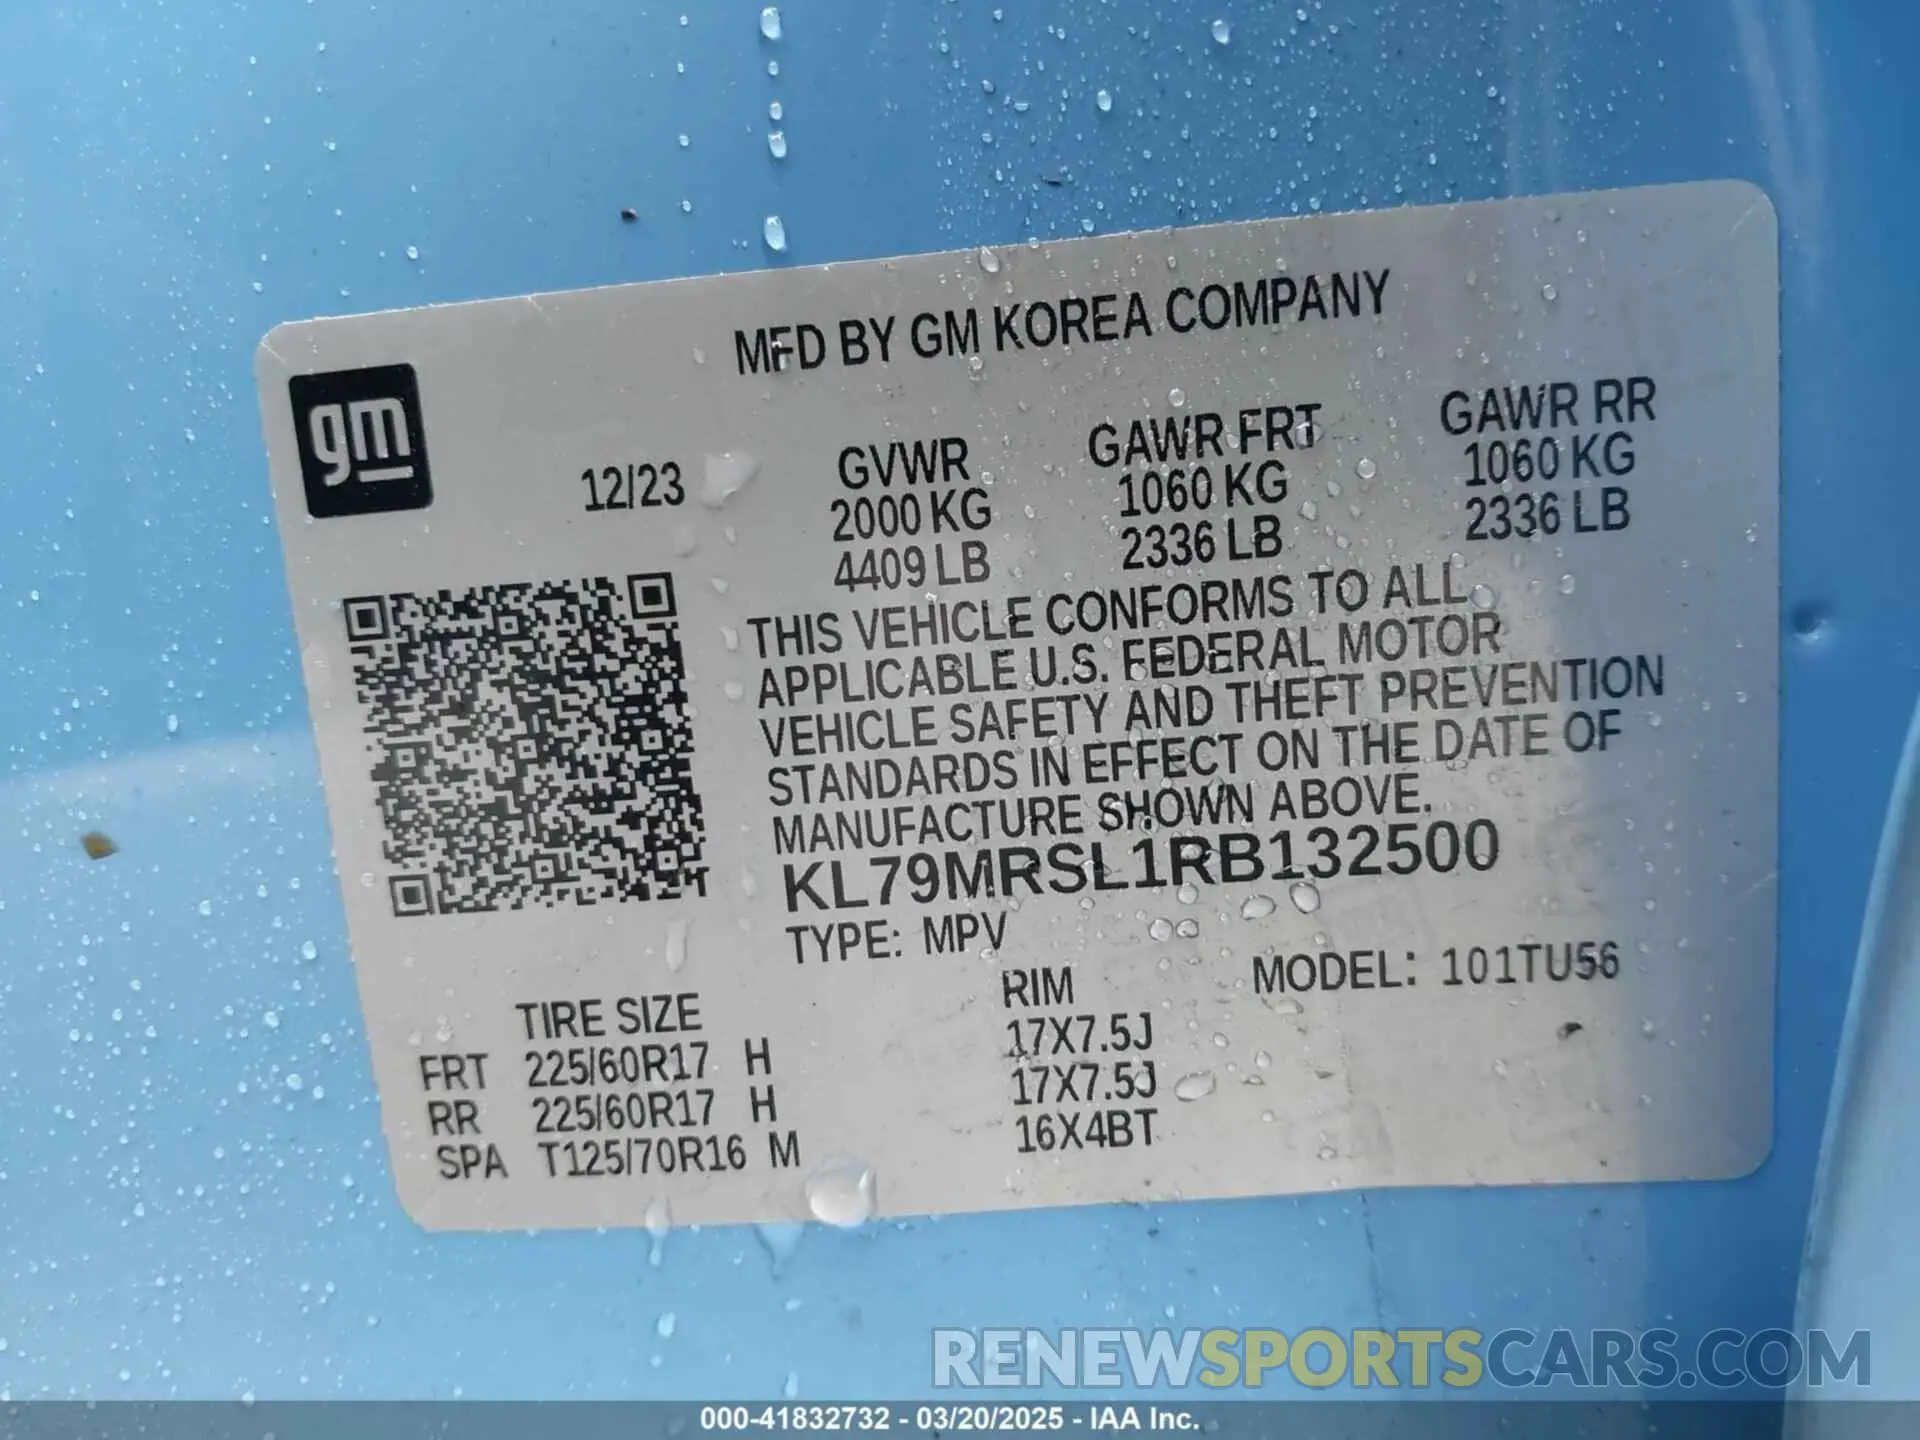 MFD BY GM KOREA COMPANY
gm
12/23
GVWR GAWR FRT GAWR RR
2000 KG 1060 KG 1060 KG
4409 LB 2336 LB 2336 LB
THIS VEHICLE CONFORMS TO ALL
APPLICABLE U.S. FEDERAL MOTOR
VEHICLE SAFETY AND THEFT PREVENTION
STANDARDS IN EFFECT ON THE DATE OF
MANUFACTURE SHOWN ABOVE.
KL79MRSL1RB132500
TYPE: MPV
MODEL: 101TU56
TIRE SIZE RIM
FRT 225/60R17 H 17X7.5J
RR 225/60R17 H 17X7.5J
SPA T125/70R16 M 16X4BT
RENEWSPORTSCARS.COM
000-41832732 - 03/20/2025 - IAA Inc.